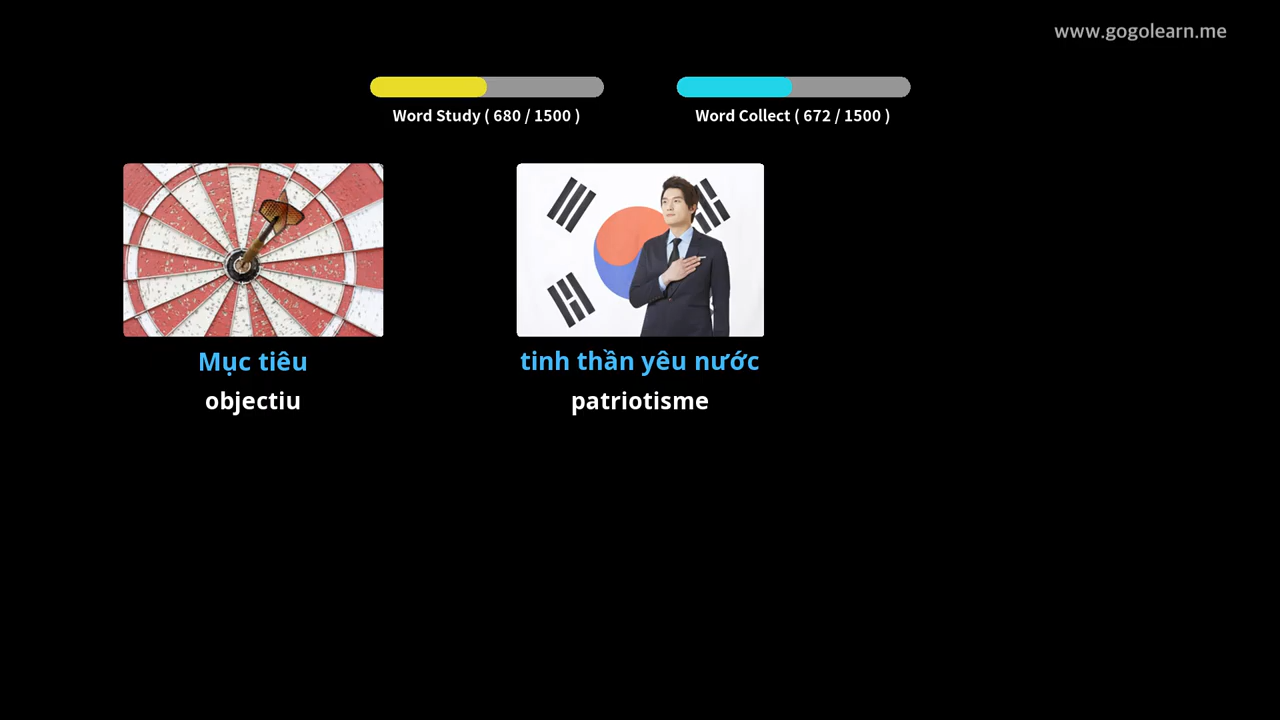 www.gogolearn.me
Word Study ( 680 / 1500 )
Word Collect ( 672 / 1500 )
Mục tiêu
tinh thần yêu nước
objectiu
patriotisme